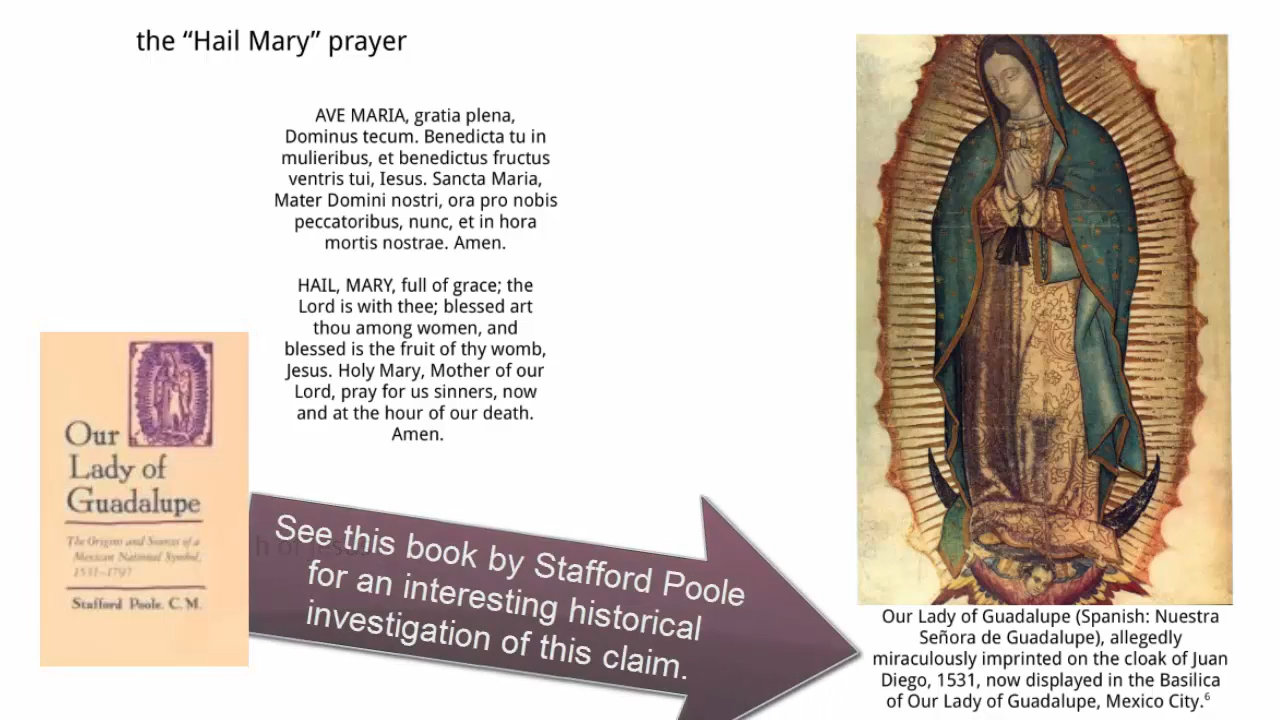 the “Hail Mary” prayer
AVE MARIA, gratia plena,
Dominus tecum. Benedicta tu in
mulieribus, et benedictus fructus
ventris tui, Iesus. Sancta Maria,
Mater Domini nostri, ora pro nobis
peccatoribus, nunc, et in hora
mortis nostrae. Amen.
HAIL, MARY, full of grace; the
Lord is with thee; blessed art
thou among women, and
blessed is the fruit of thy womb,
Jesus. Holy Mary, Mother of our
Lord, pray for us sinners, now
and at the hour of our death.
Amen.
Our
Lady of
Guadalupe
The Origins and Sources of a
Mexican National Symbol,
1531–1797
Stafford Poole, C.M.
See this book by Stafford Poole
for an interesting historical
investigation of this claim.
Our Lady of Guadalupe (Spanish: Nuestra
Señora de Guadalupe), allegedly
miraculously imprinted on the cloak of Juan
Diego, 1531, now displayed in the Basilica
of Our Lady of Guadalupe, Mexico City.⁶